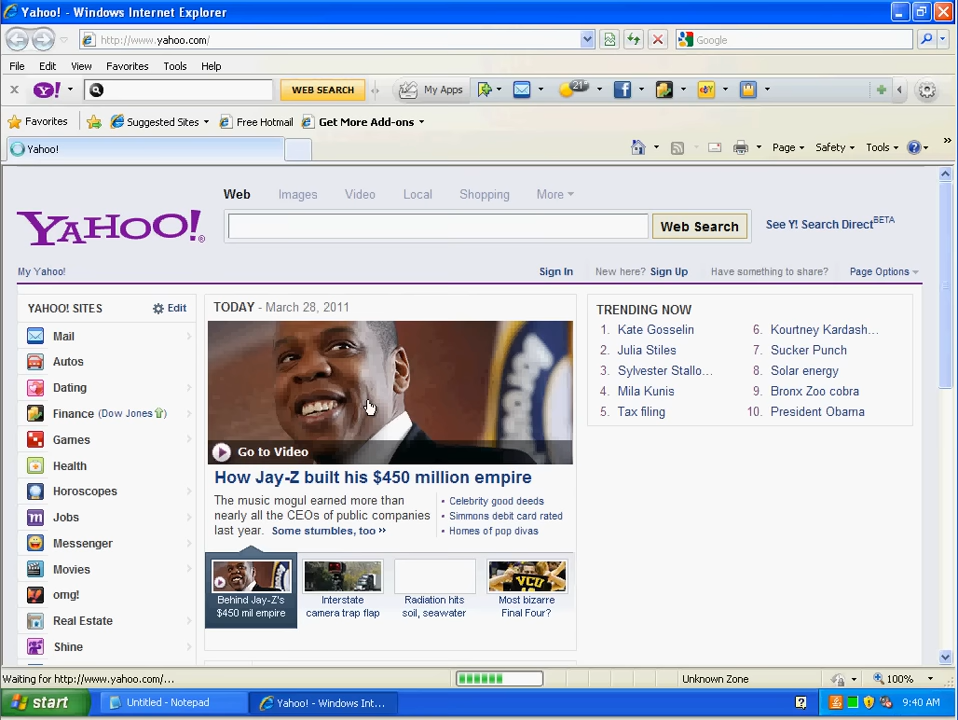 Yahoo! - Windows Internet Explorer
http://www.yahoo.com/
Google
File Edit View Favorites Tools Help
x Y! WEB SEARCH My Apps 21°
Favorites Suggested Sites Free Hotmail Get More Add-ons
Yahoo! Page Safety Tools »
Web Images Video Local Shopping More
YAHOO!® Web Search See Y! Search Direct BETA
My Yahoo! Sign In New here? Sign Up Have something to share? Page Options
YAHOO! SITES Edit
Mail
Autos
Dating
Finance (Dow Jones)
Games
Health
Horoscopes
Jobs
Messenger
Movies
omg!
Real Estate
Shine
TODAY - March 28, 2011
Go to Video
How Jay-Z built his $450 million empire
The music mogul earned more than
nearly all the CEOs of public companies
last year. Some stumbles, too »
• Celebrity good deeds
• Simmons debit card rated
• Homes of pop divas
VCU
Behind Jay-Z's
$450 mil empire
Interstate
camera trap flap
Radiation hits
soil, seawater
Most bizarre
Final Four?
TRENDING NOW
1. Kate Gosselin
2. Julia Stiles
3. Sylvester Stallo...
4. Mila Kunis
5. Tax filing
6. Kourtney Kardash...
7. Sucker Punch
8. Solar energy
9. Bronx Zoo cobra
10. President Obama
Waiting for http://www.yahoo.com/... Unknown Zone 100%
start Untitled - Notepad Yahoo! - Windows Int... 9:40 AM